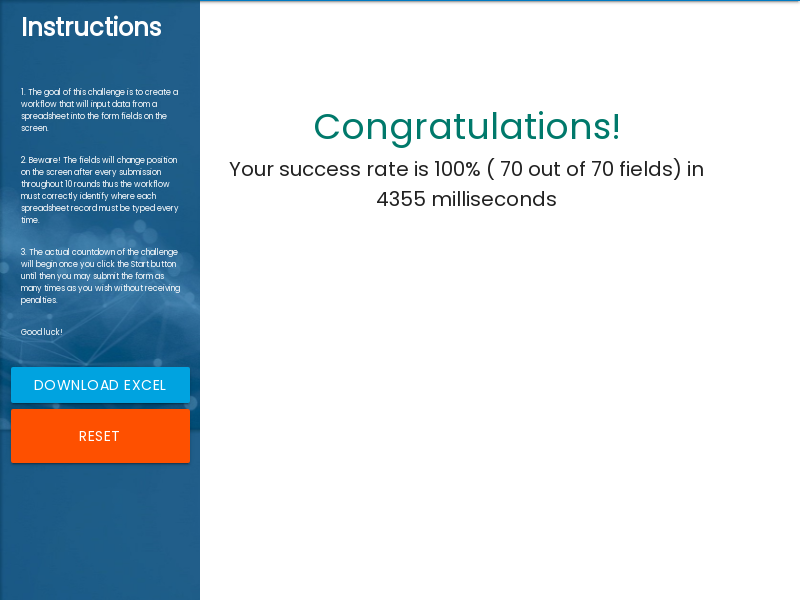 Instructions
1. The goal of this challenge is to create a
workflow that will input data from a
spreadsheet into the form fields on the
screen.
2. Beware! The fields will change position
on the screen after every submission
throughout 10 rounds thus the workflow
must correctly identify where each
spreadsheet record must be typed every
time.
3. The actual countdown of the challenge
will begin once you click the Start button
until then you may submit the form as
many times as you wish without receiving
penalties.
Good luck!
DOWNLOAD EXCEL
RESET
Congratulations!
Your success rate is 100% ( 70 out of 70 fields) in
4355 milliseconds